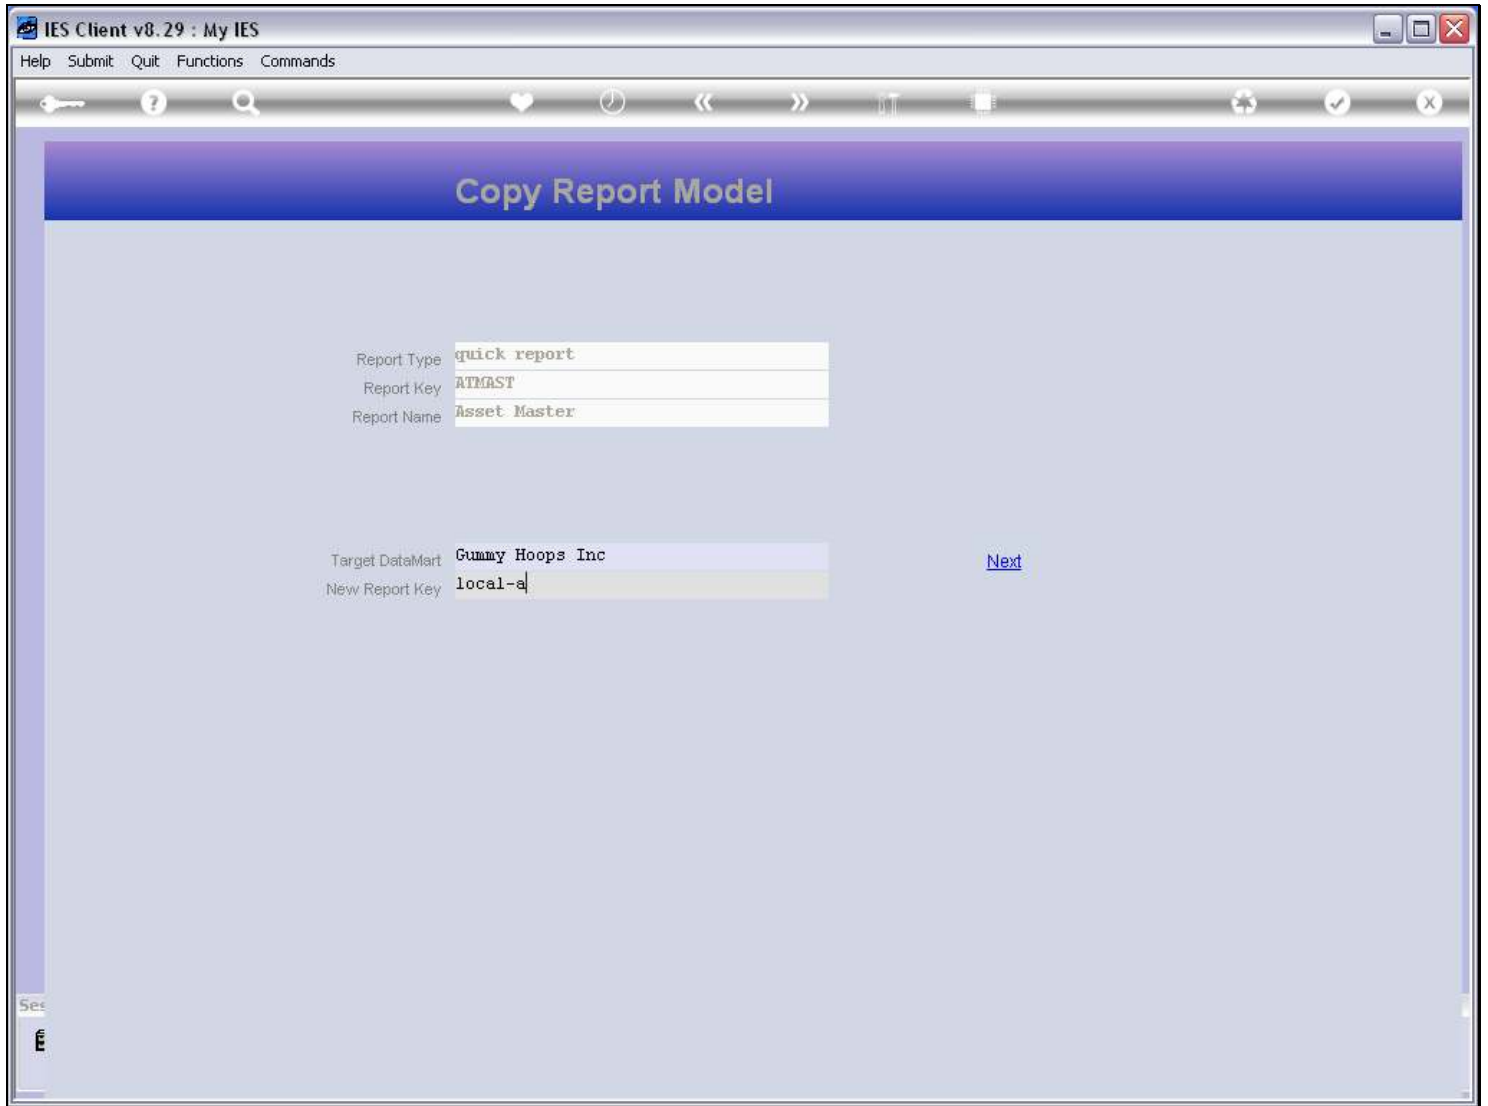 IES Client v8.29 : My IES
Help Submit Quit Functions Commands
Copy Report Model
Report Type quick report
Report Key ATMAST
Report Name Asset Master
Target DataMart Gummy Hoops Inc Next
New Report Key local-a